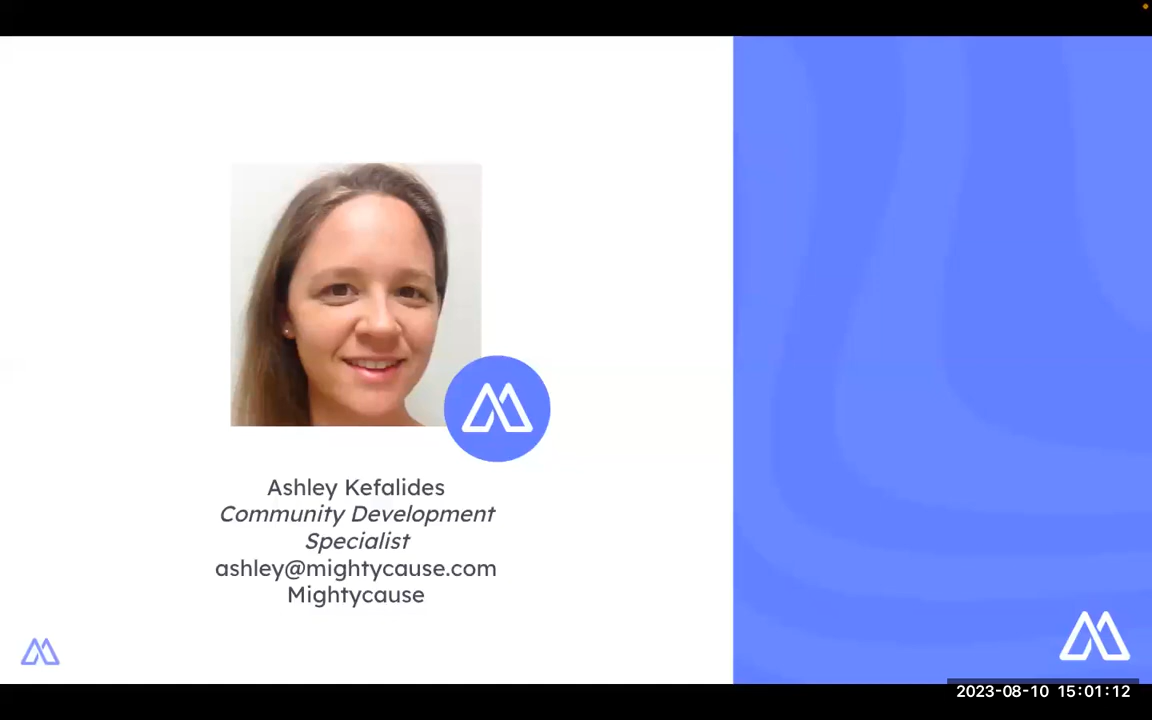 Ashley Kefalides
Community Development
Specialist
ashley@mightycause.com
Mightycause
2023-08-10 15:01:12